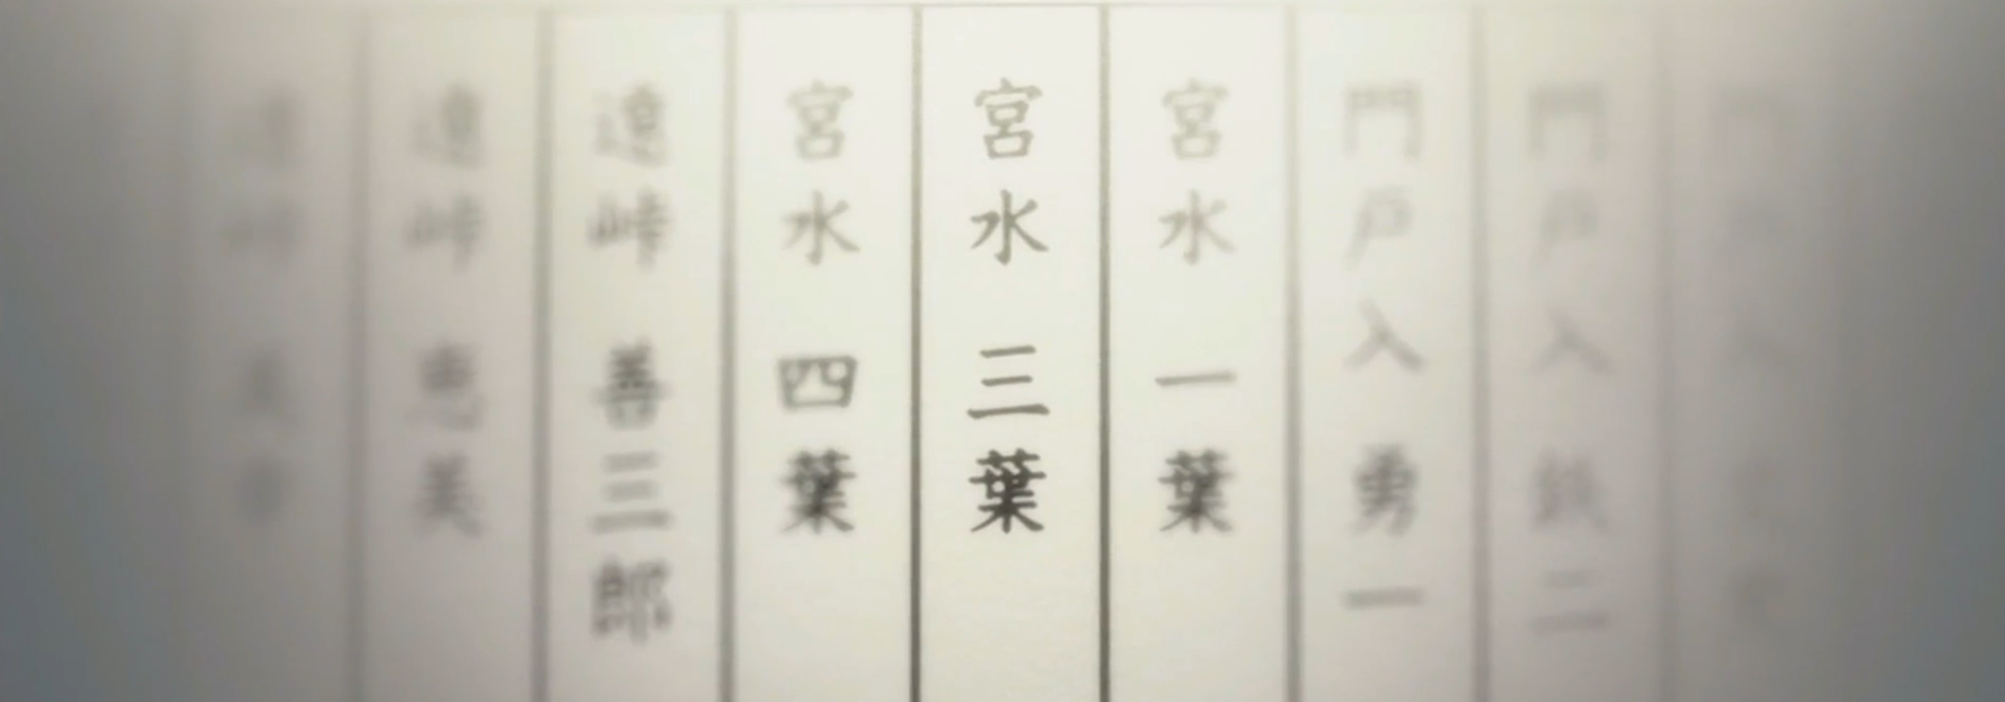 門戸入 鉄二
門戸入 勇一
宮水 一葉
宮水 三葉
宮水 四葉
遠峠 善三郎
遠峠 恵美